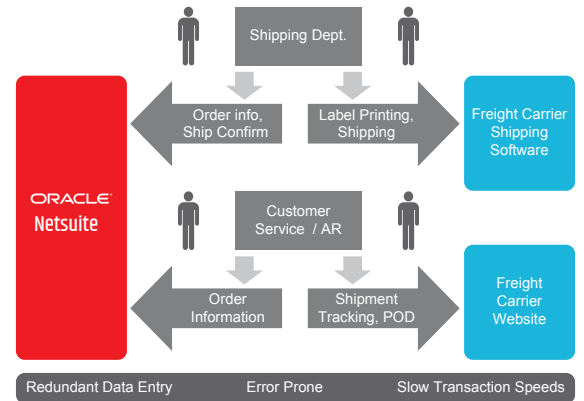 Shipping Dept.
Order info,
Ship Confirm
Label Printing,
Shipping
Freight Carrier
Shipping
Software
ORACLE
Netsuite
Customer
Service / AR
Order
Information
Shipment
Tracking, POD
Freight
Carrier
Website
Redundant Data Entry Error Prone Slow Transaction Speeds